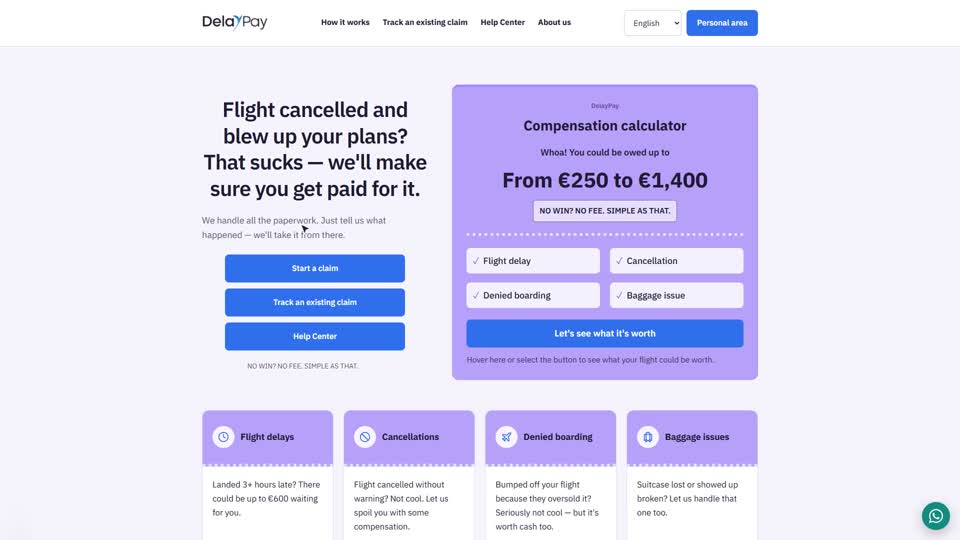 DelayPay
How it works
Track an existing claim
Help Center
About us
English
Personal area
Flight cancelled and
blew up your plans?
That sucks — we'll make
sure you get paid for it.
We handle all the paperwork. Just tell us what
happened — we'll take it from there.
Start a claim
Track an existing claim
Help Center
NO WIN? NO FEE. SIMPLE AS THAT.
DelayPay
Compensation calculator
Whoa! You could be owed up to
From €250 to €1,400
NO WIN? NO FEE. SIMPLE AS THAT.
✓ Flight delay
✓ Cancellation
✓ Denied boarding
✓ Baggage issue
Let's see what it's worth
Hover here or select the button to see what your flight could be worth.
Flight delays
Landed 3+ hours late? There
could be up to €600 waiting
for you.
Cancellations
Flight cancelled without
warning? Not cool. Let us
spoil you with some
compensation.
Denied boarding
Bumped off your flight
because they oversold it?
Seriously not cool — but it's
worth cash too.
Baggage issues
Suitcase lost or showed up
broken? Let us handle that
one too.